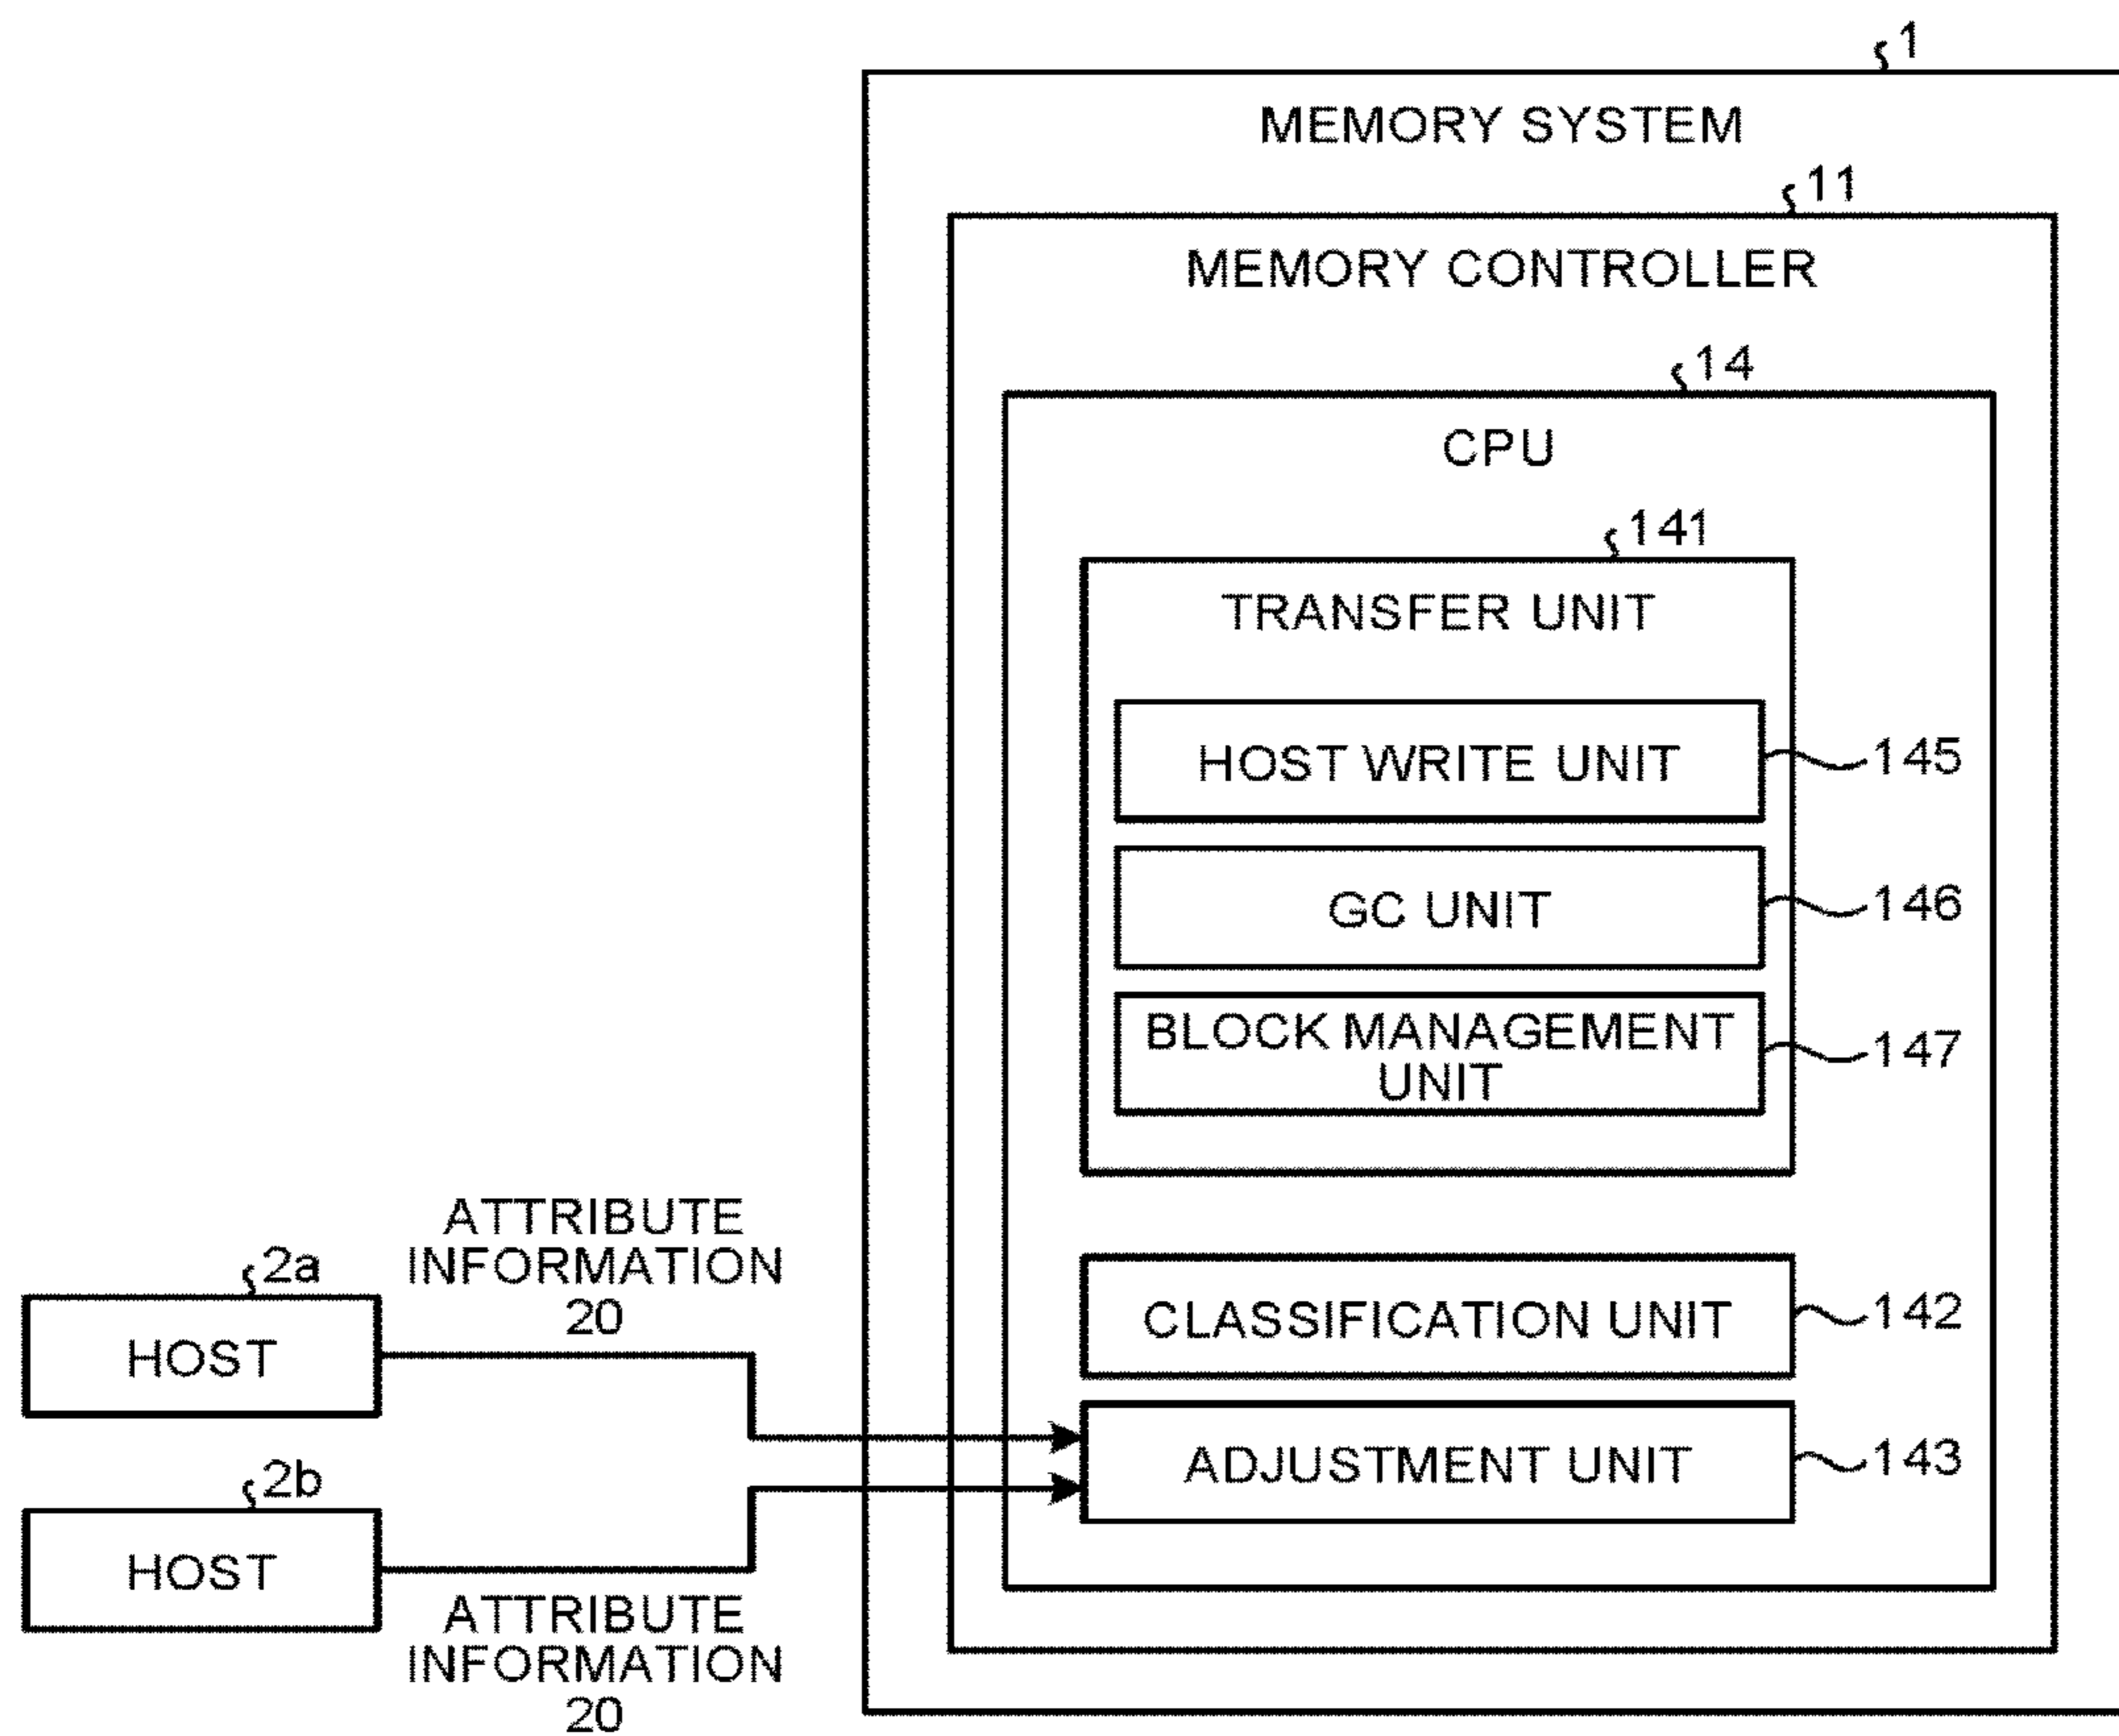 1
MEMORY SYSTEM
11
MEMORY CONTROLLER
14
CPU
141
TRANSFER UNIT
HOST WRITE UNIT
145
GC UNIT
146
BLOCK MANAGEMENT
UNIT
147
ATTRIBUTE
INFORMATION
20
2a
HOST
CLASSIFICATION UNIT
142
ADJUSTMENT UNIT
143
2b
HOST
ATTRIBUTE
INFORMATION
20